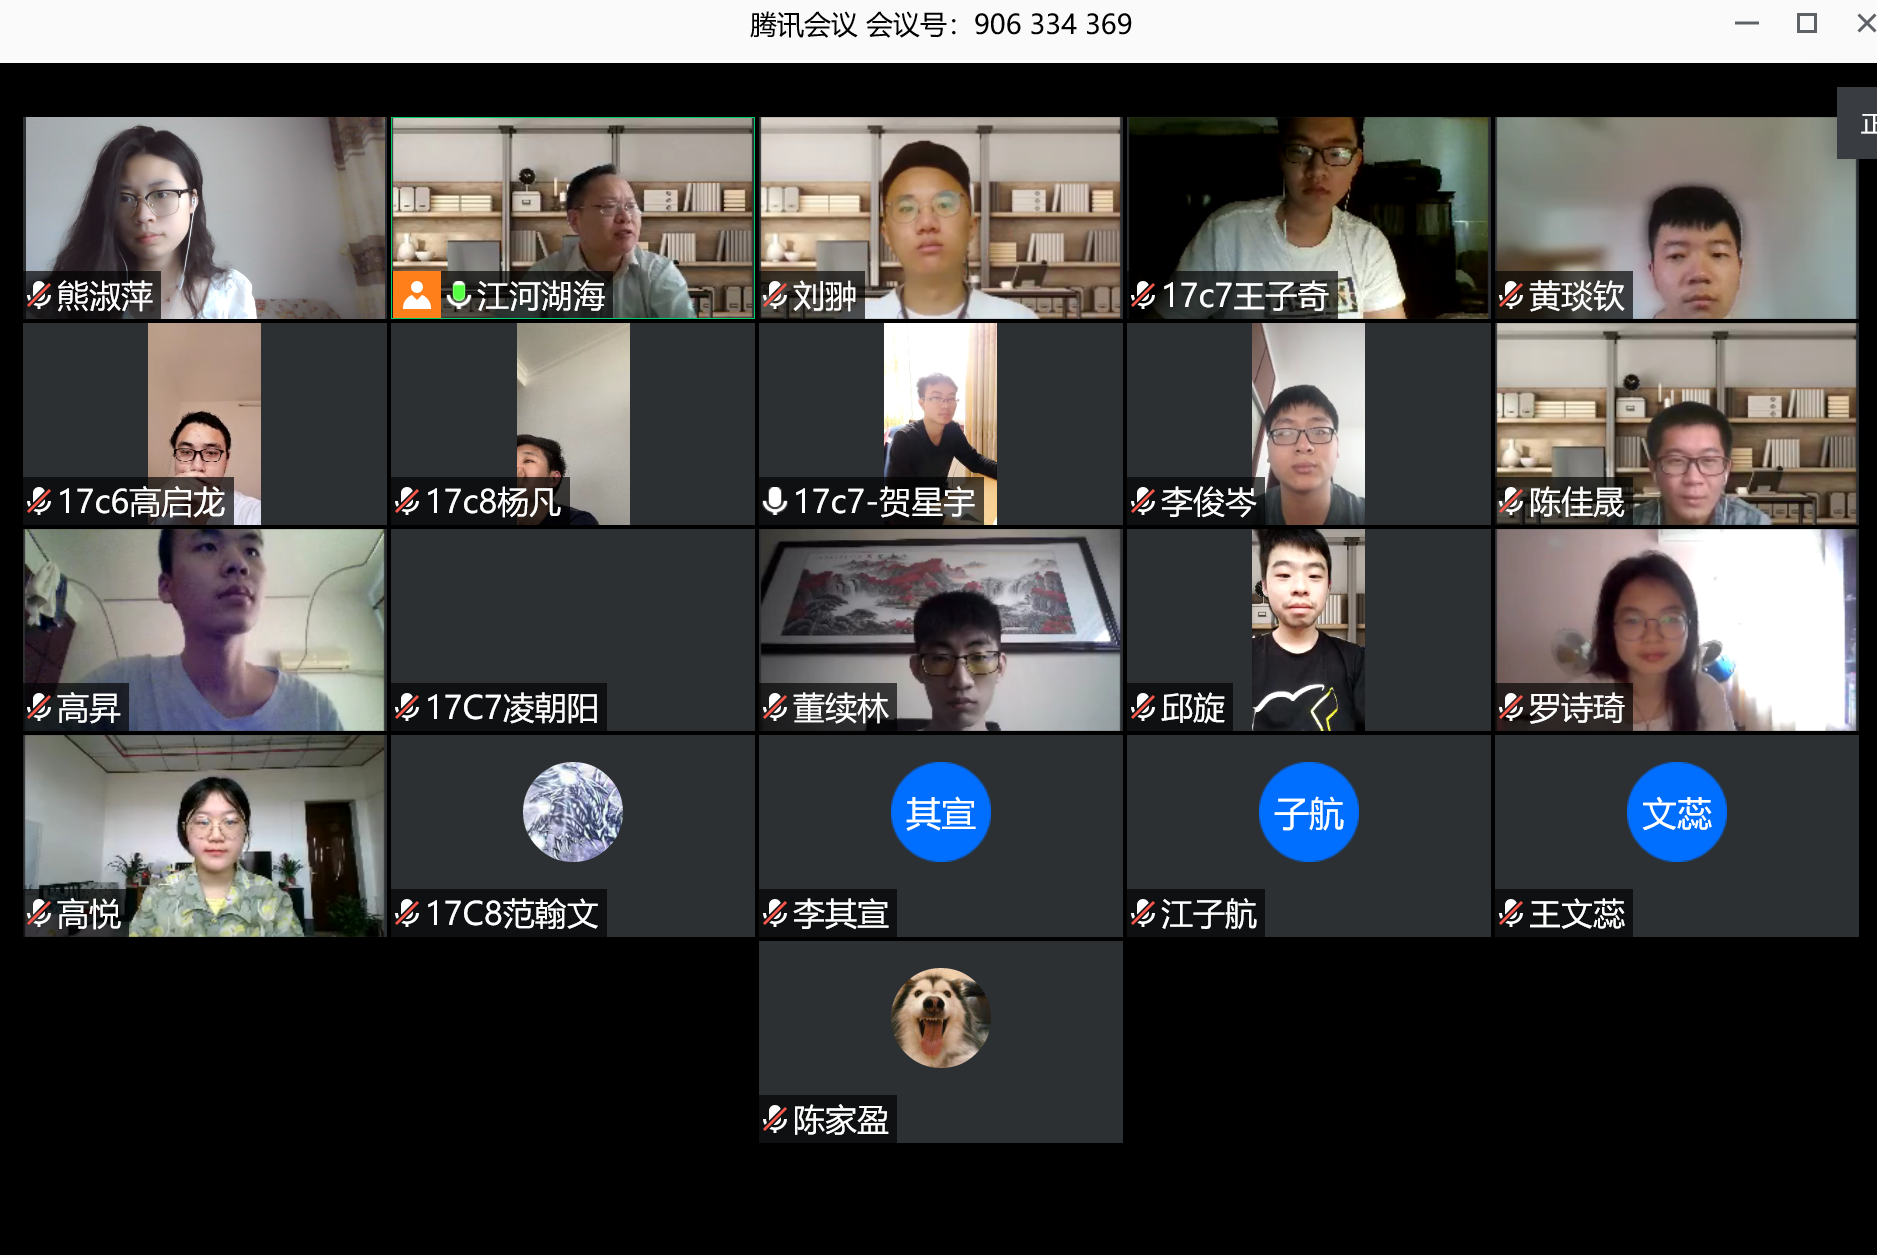 腾讯会议 会议号：906 334 369
正
熊淑萍
江河湖海
刘翀
17c7王子奇
黄琰钦
17c6高启龙
17c8杨凡
17c7-贺星宇
李俊岑
陈佳晟
高昇
17C7凌朝阳
董续林
邱旋
罗诗琦
高悦
17C8范翰文
其宣
李其宣
子航
江子航
文蕊
王文蕊
陈家盈